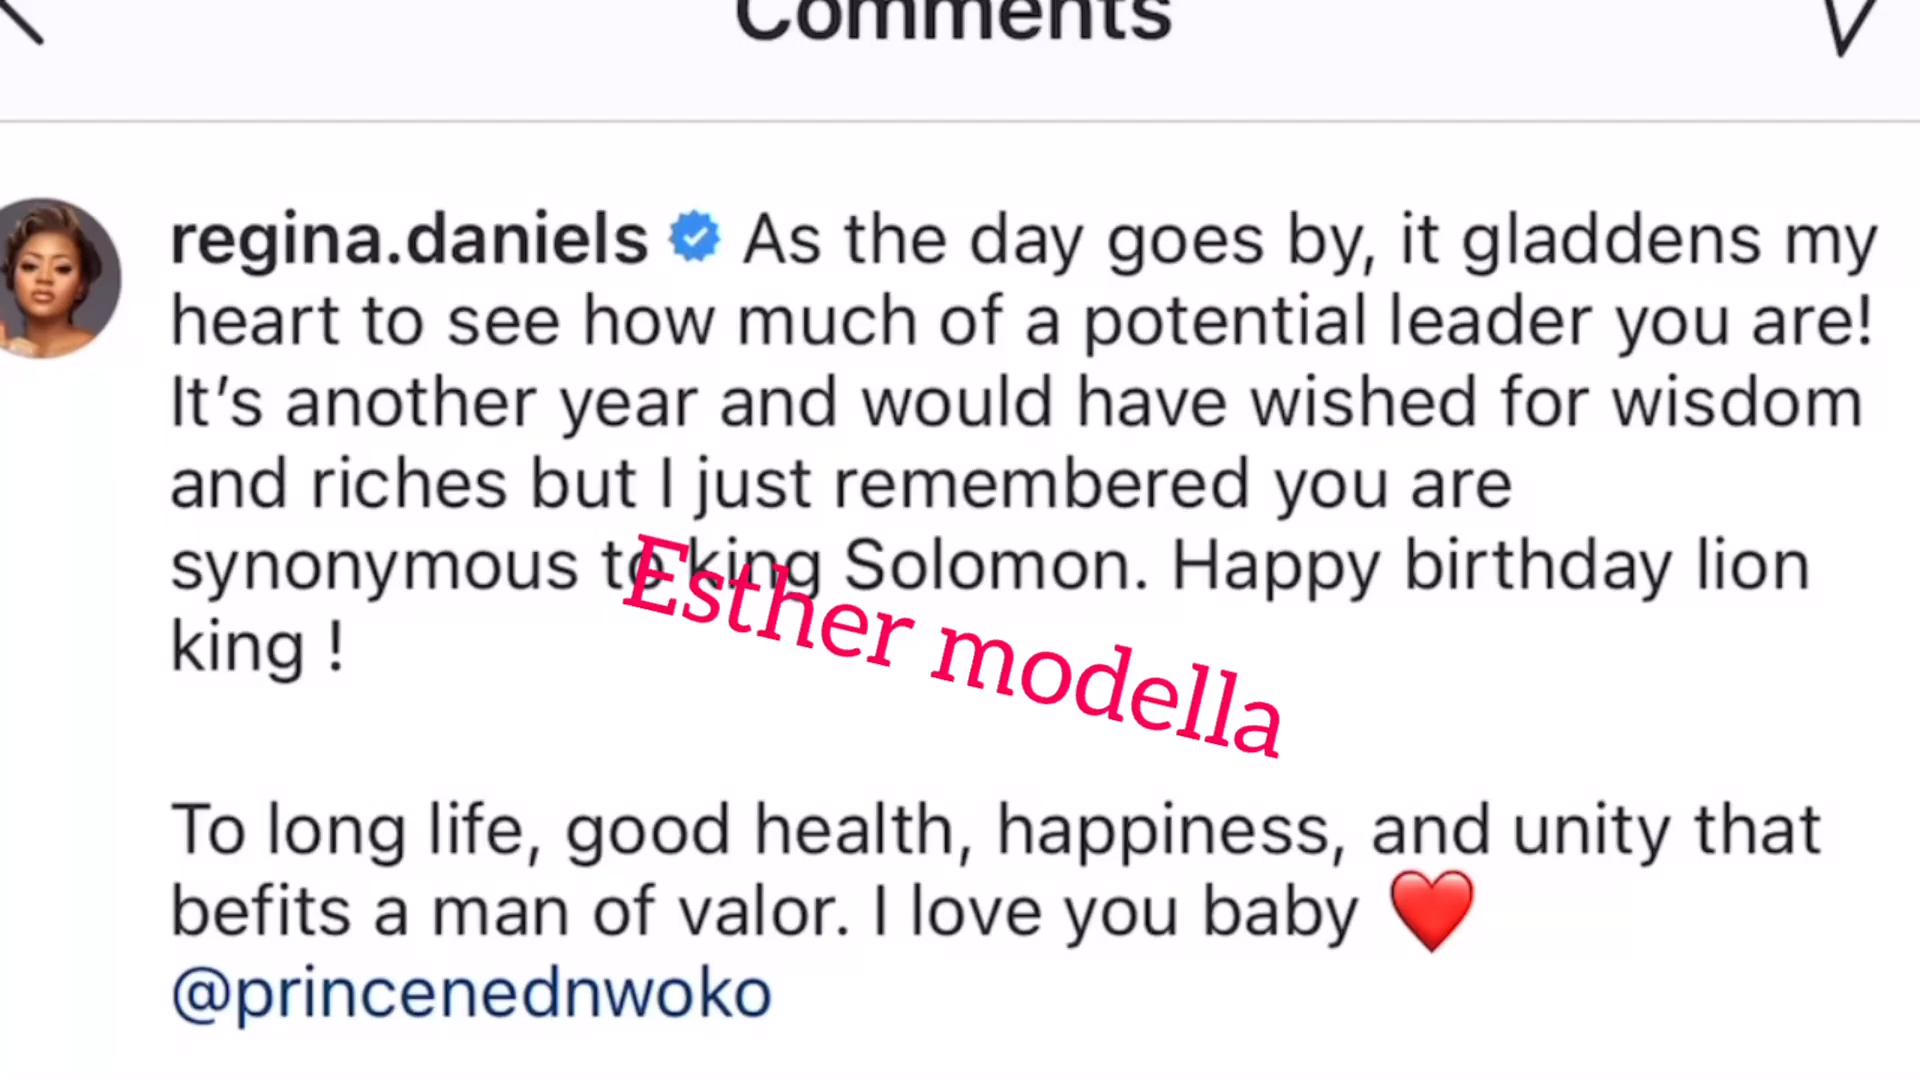 Comments
regina.daniels As the day goes by, it gladdens my
heart to see how much of a potential leader you are!
It's another year and would have wished for wisdom
and riches but I just remembered you are
synonymous to king Solomon. Happy birthday lion
king !
Esther modella
To long life, good health, happiness, and unity that
befits a man of valor. I love you baby ❤️
@princenednwoko